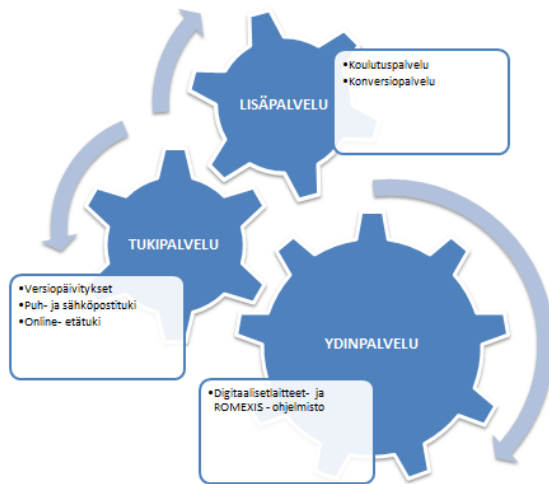 LISÄPALVELU
•Koulutuspalvelu
•Konversiopalvelu
TUKIPALVELU
•Versiopäivitykset
•Puh- ja sähköpostituki
•Online- etätuki
YDINPALVELU
•Digitaalisetlaitteet- ja
ROMEXIS - ohjelmisto